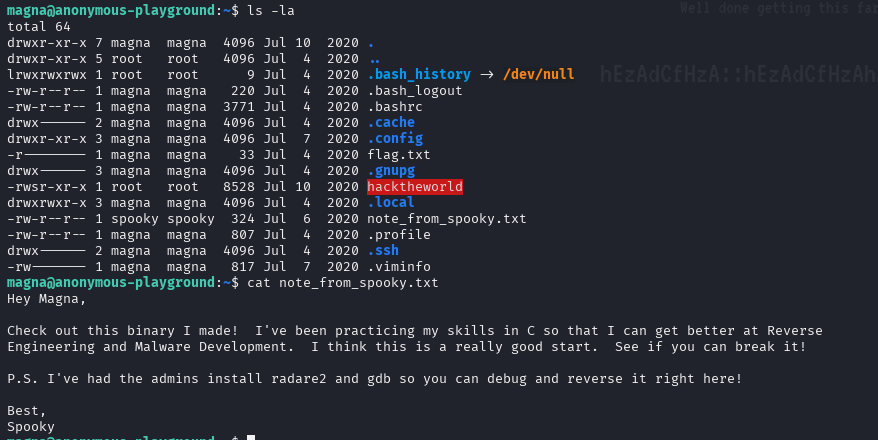 magna@anonymous-playground:~$ ls -la
total 64
drwxr-xr-x 7 magna  magna  4096 Jul 10  2020 .
drwxr-xr-x 5 root   root   4096 Jul  4  2020 ..
lrwxrwxrwx 1 root   root      9 Jul  4  2020 .bash_history -> /dev/null
-rw-r--r-- 1 magna  magna   220 Jul  4  2020 .bash_logout
-rw-r--r-- 1 magna  magna  3771 Jul  4  2020 .bashrc
drwx------ 2 magna  magna  4096 Jul  4  2020 .cache
drwxr-xr-x 3 magna  magna  4096 Jul  7  2020 .config
-r-------- 1 magna  magna    33 Jul  4  2020 flag.txt
drwx------ 3 magna  magna  4096 Jul  4  2020 .gnupg
-rwsr-xr-x 1 root   root   8528 Jul 10  2020 hacktheworld
drwxrwxr-x 3 magna  magna  4096 Jul  4  2020 .local
-rw-r--r-- 1 spooky spooky  324 Jul  6  2020 note_from_spooky.txt
-rw-r--r-- 1 magna  magna   807 Jul  4  2020 .profile
drwx------ 2 magna  magna  4096 Jul  4  2020 .ssh
-rw------- 1 magna  magna   817 Jul  7  2020 .viminfo
magna@anonymous-playground:~$ cat note_from_spooky.txt
Hey Magna,
Check out this binary I made!  I've been practicing my skills in C so that I can get better at Reverse
Engineering and Malware Development.  I think this is a really good start.  See if you can break it!
P.S. I've had the admins install radare2 and gdb so you can debug and reverse it right here!
Best,
Spooky
magna@anonymous-playground:~$
Well done getting this far
hEzAdCfHzA::hEzAdCfHzAh